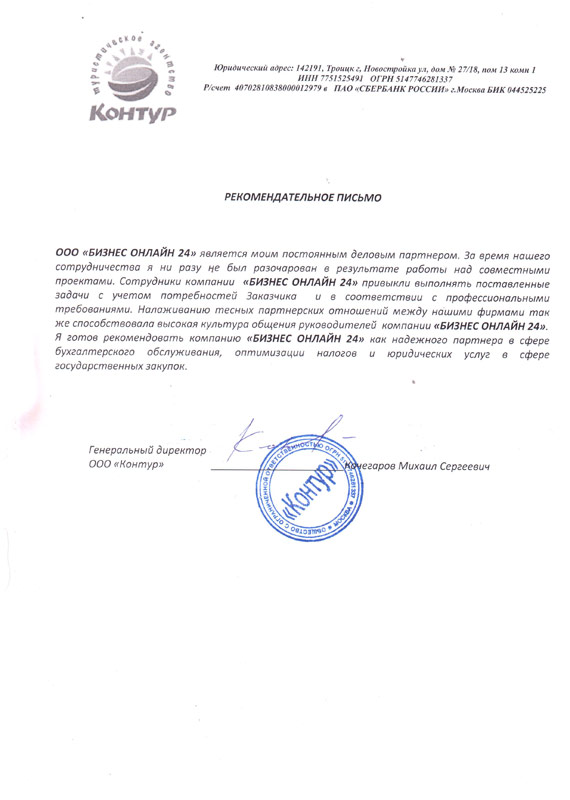 туристическое агентство
КОНТУР
Юридический адрес: 142191, Троицк г, Новостройка ул, дом № 27/18, пом 13 комн 1
ИНН 7751525491 ОГРН 5147746281337
Р/счет 40702810838000012979 в ПАО «СБЕРБАНК РОССИИ» г.Москва БИК 044525225
РЕКОМЕНДАТЕЛЬНОЕ ПИСЬМО
ООО «БИЗНЕС ОНЛАЙН 24» является моим постоянным деловым партнером. За время нашего
сотрудничества я ни разу не был разочарован в результате работы над совместными
проектами. Сотрудники компании «БИЗНЕС ОНЛАЙН 24» привыкли выполнять поставленные
задачи с учетом потребностей Заказчика и в соответствии с профессиональными
требованиями. Налаживанию тесных партнерских отношений между нашими фирмами так
же способствовала высокая культура общения руководителей компании «БИЗНЕС ОНЛАЙН 24».
Я готов рекомендовать компанию «БИЗНЕС ОНЛАЙН 24» как надежного партнера в сфере
бухгалтерского обслуживания, оптимизации налогов и юридических услуг в сфере
государственных закупок.
Генеральный директор
ООО «Контур» Кочегаров Михаил Сергеевич
ОБЩЕСТВО С ОГРАНИЧЕННОЙ ОТВЕТСТВЕННОСТЬЮ ОГРН
МОСКВА
«Контур»